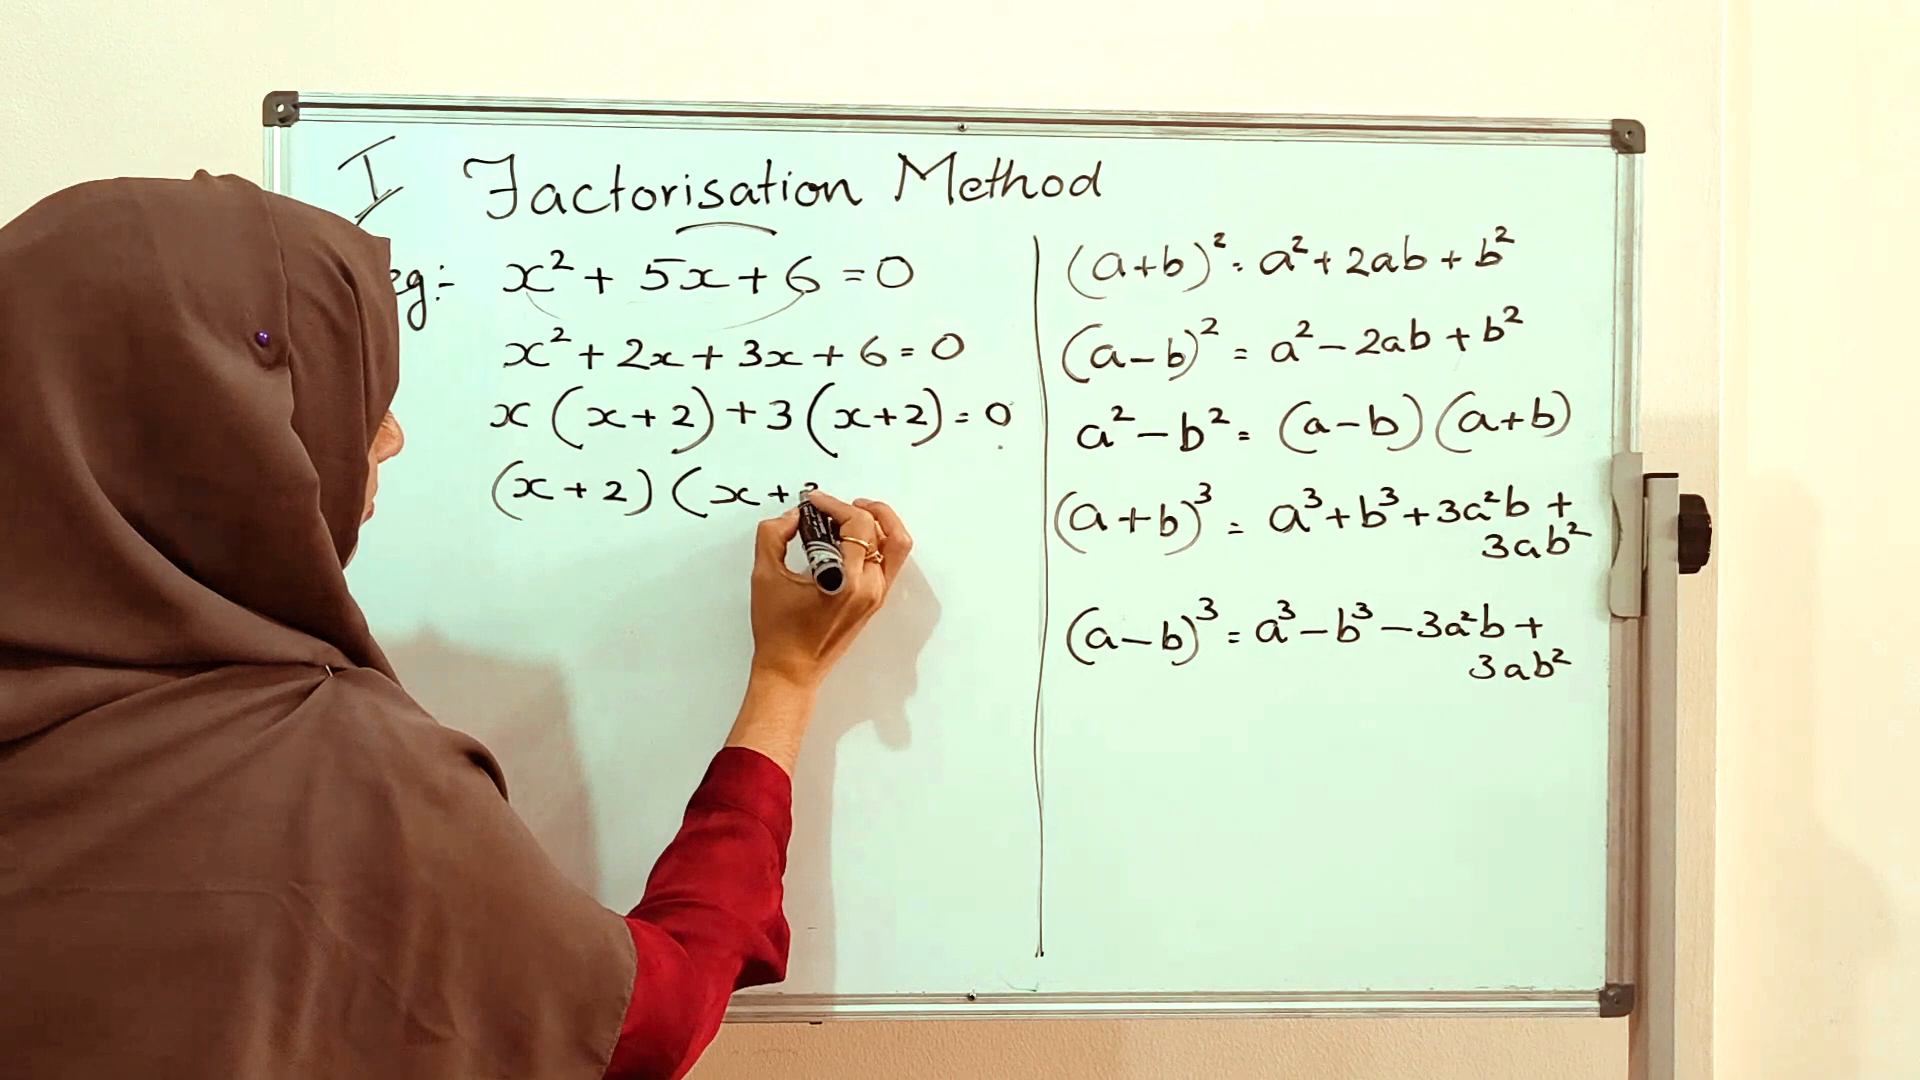 I Factorisation Method
eg:- x² + 5x + 6 = 0
x² + 2x + 3x + 6 = 0
x (x + 2) + 3 (x + 2) = 0
(x + 2) (x +
(a+b)² = a² + 2ab + b²
(a-b)² = a² - 2ab + b²
a² - b² = (a-b) (a+b)
(a+b)³ = a³ + b³ + 3a²b +
3ab²
(a-b)³ = a³ - b³ - 3a²b +
3ab²